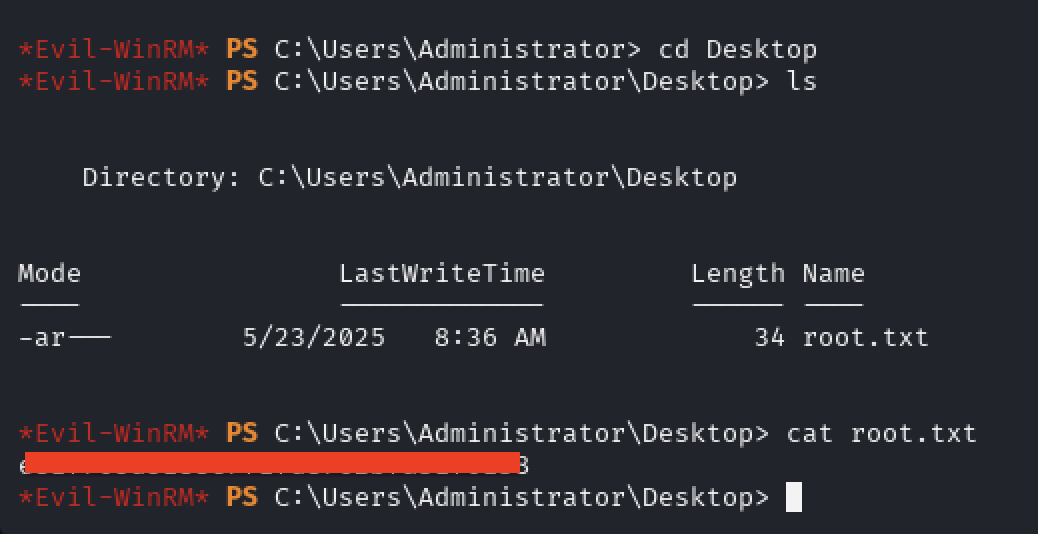 *Evil-WinRM* PS C:\Users\Administrator> cd Desktop
*Evil-WinRM* PS C:\Users\Administrator\Desktop> ls
Directory: C:\Users\Administrator\Desktop
Mode LastWriteTime Length Name
---- ------------- ------ ----
-ar--- 5/23/2025 8:36 AM 34 root.txt
*Evil-WinRM* PS C:\Users\Administrator\Desktop> cat root.txt
*Evil-WinRM* PS C:\Users\Administrator\Desktop>